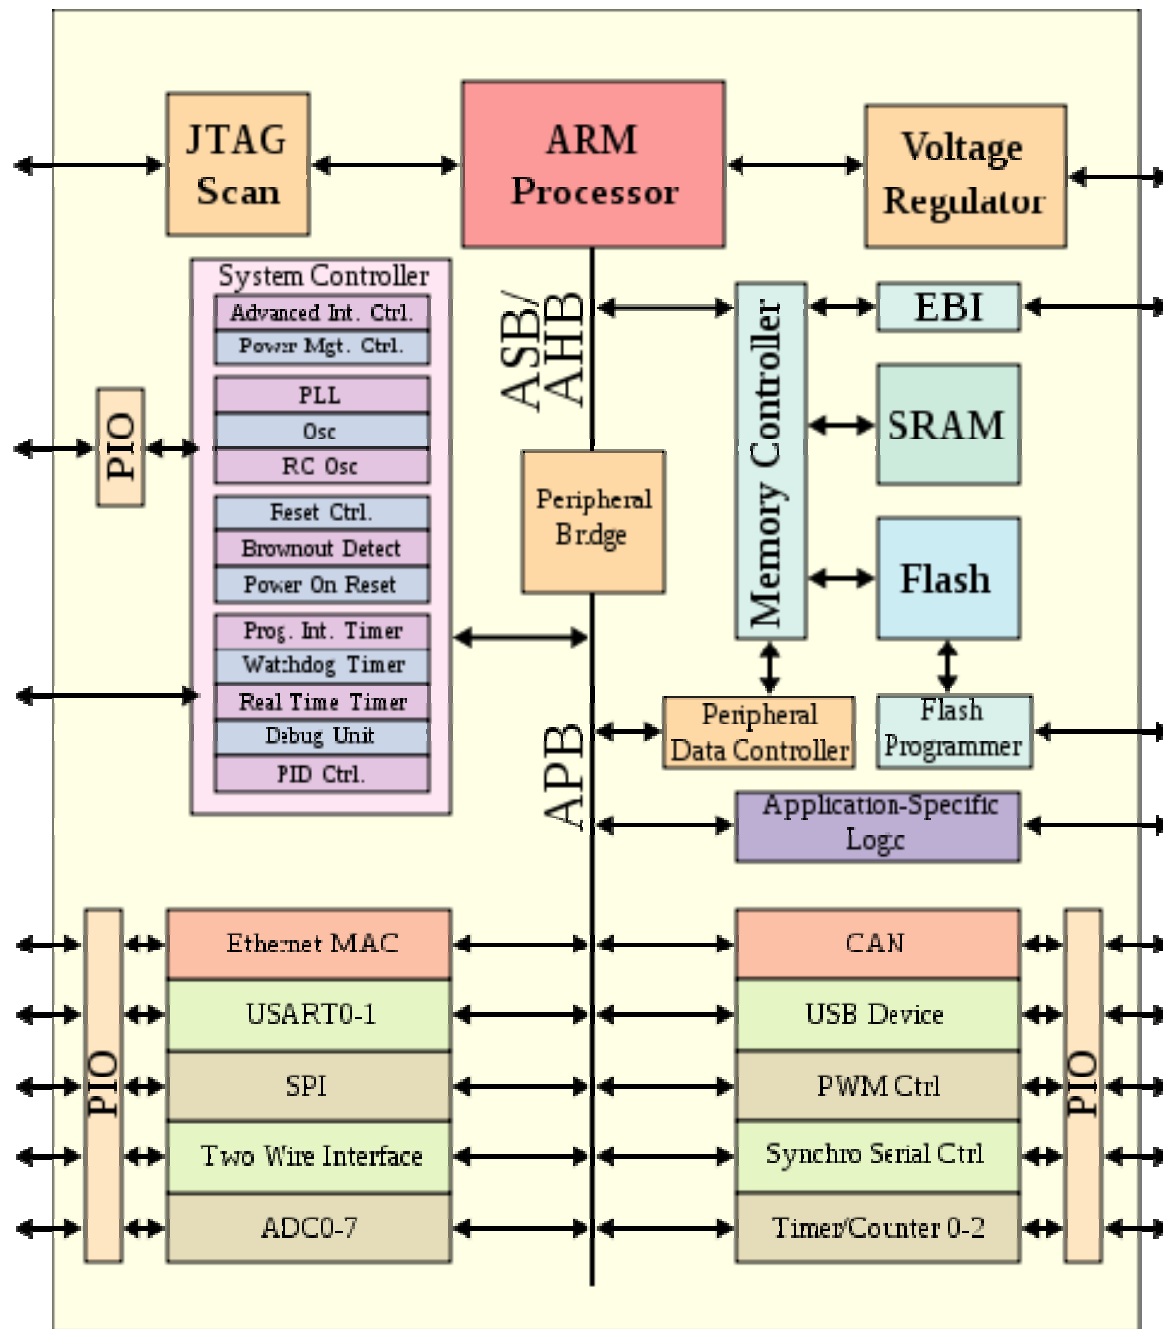 JTAG
Scan
ARM
Processor
Voltage
Regulator
System Controller
Advanced Int. Ctrl.
Power Mgt. Ctrl.
PLL
Osc
RC Osc
Reset Ctrl.
Brownout Detect
Power On Reset
Prog. Int. Timer
Watchdog Timer
Real Time Timer
Debug Unit
PID Ctrl.
PIO
ASB/
AHB
Peripheral
Bridge
APB
Memory Controller
EBI
SRAM
Flash
Peripheral
Data Controller
Flash
Programmer
Application-Specific
Logic
PIO
Ethernet MAC
USART0-1
SPI
Two Wire Interface
ADC0-7
CAN
USB Device
PWM Ctrl
Synchro Serial Ctrl
Timer/Counter 0-2
PIO